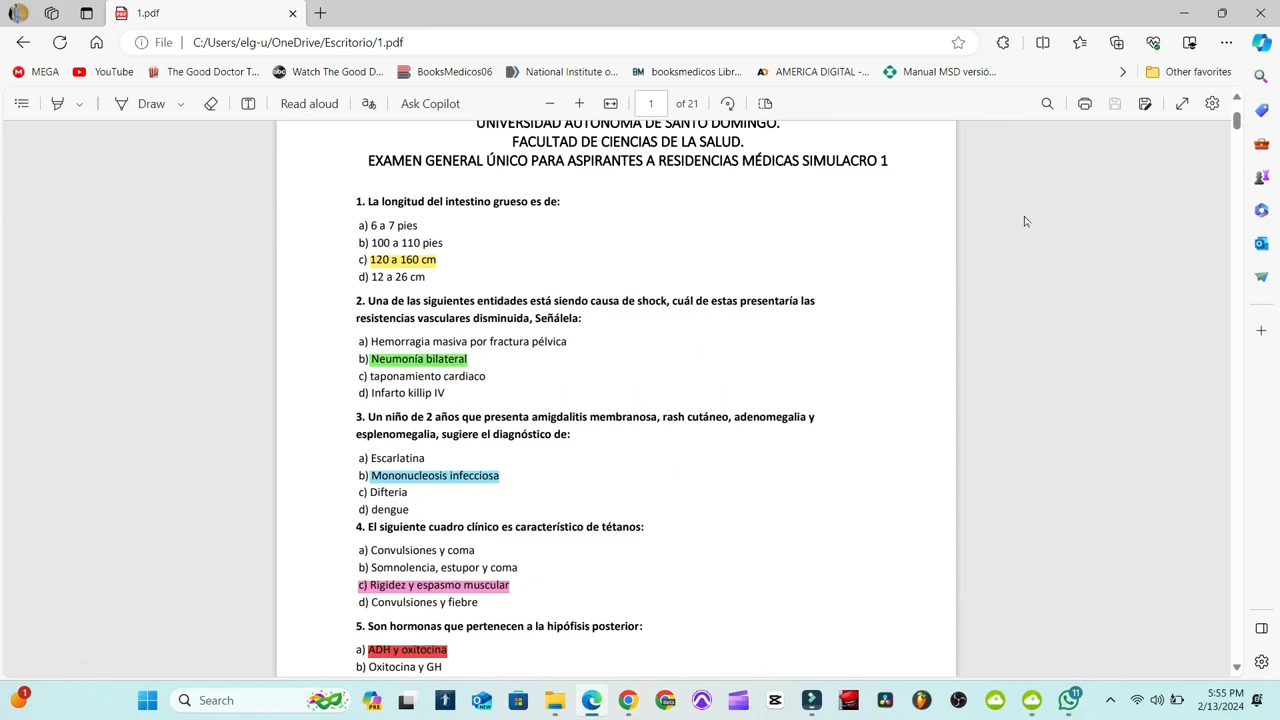 1.pdf
File
C:/Users/elg-u/OneDrive/Escritorio/1.pdf
MEGA
YouTube
The Good Doctor T...
Watch The Good D...
BooksMedicos06
National Institute o...
booksmedicos Libr...
AMERICA DIGITAL -...
Manual MSD versió...
Other favorites
Draw
Read aloud
Ask Copilot
1 of 21
UNIVERSIDAD AUTÓNOMA DE SANTO DOMINGO.
FACULTAD DE CIENCIAS DE LA SALUD.
EXAMEN GENERAL ÚNICO PARA ASPIRANTES A RESIDENCIAS MÉDICAS SIMULACRO 1
1. La longitud del intestino grueso es de:
a) 6 a 7 pies
b) 100 a 110 pies
c) 120 a 160 cm
d) 12 a 26 cm
2. Una de las siguientes entidades está siendo causa de shock, cuál de estas presentaría las
resistencias vasculares disminuida, Señálela:
a) Hemorragia masiva por fractura pélvica
b) Neumonía bilateral
c) taponamiento cardiaco
d) Infarto killip IV
3. Un niño de 2 años que presenta amigdalitis membranosa, rash cutáneo, adenomegalia y
esplenomegalia, sugiere el diagnóstico de:
a) Escarlatina
b) Mononucleosis infecciosa
c) Difteria
d) dengue
4. El siguiente cuadro clínico es característico de tétanos:
a) Convulsiones y coma
b) Somnolencia, estupor y coma
c) Rigidez y espasmo muscular
d) Convulsiones y fiebre
5. Son hormonas que pertenecen a la hipófisis posterior:
a) ADH y oxitocina
b) Oxitocina y GH
1
Search
11
5:55 PM
2/13/2024